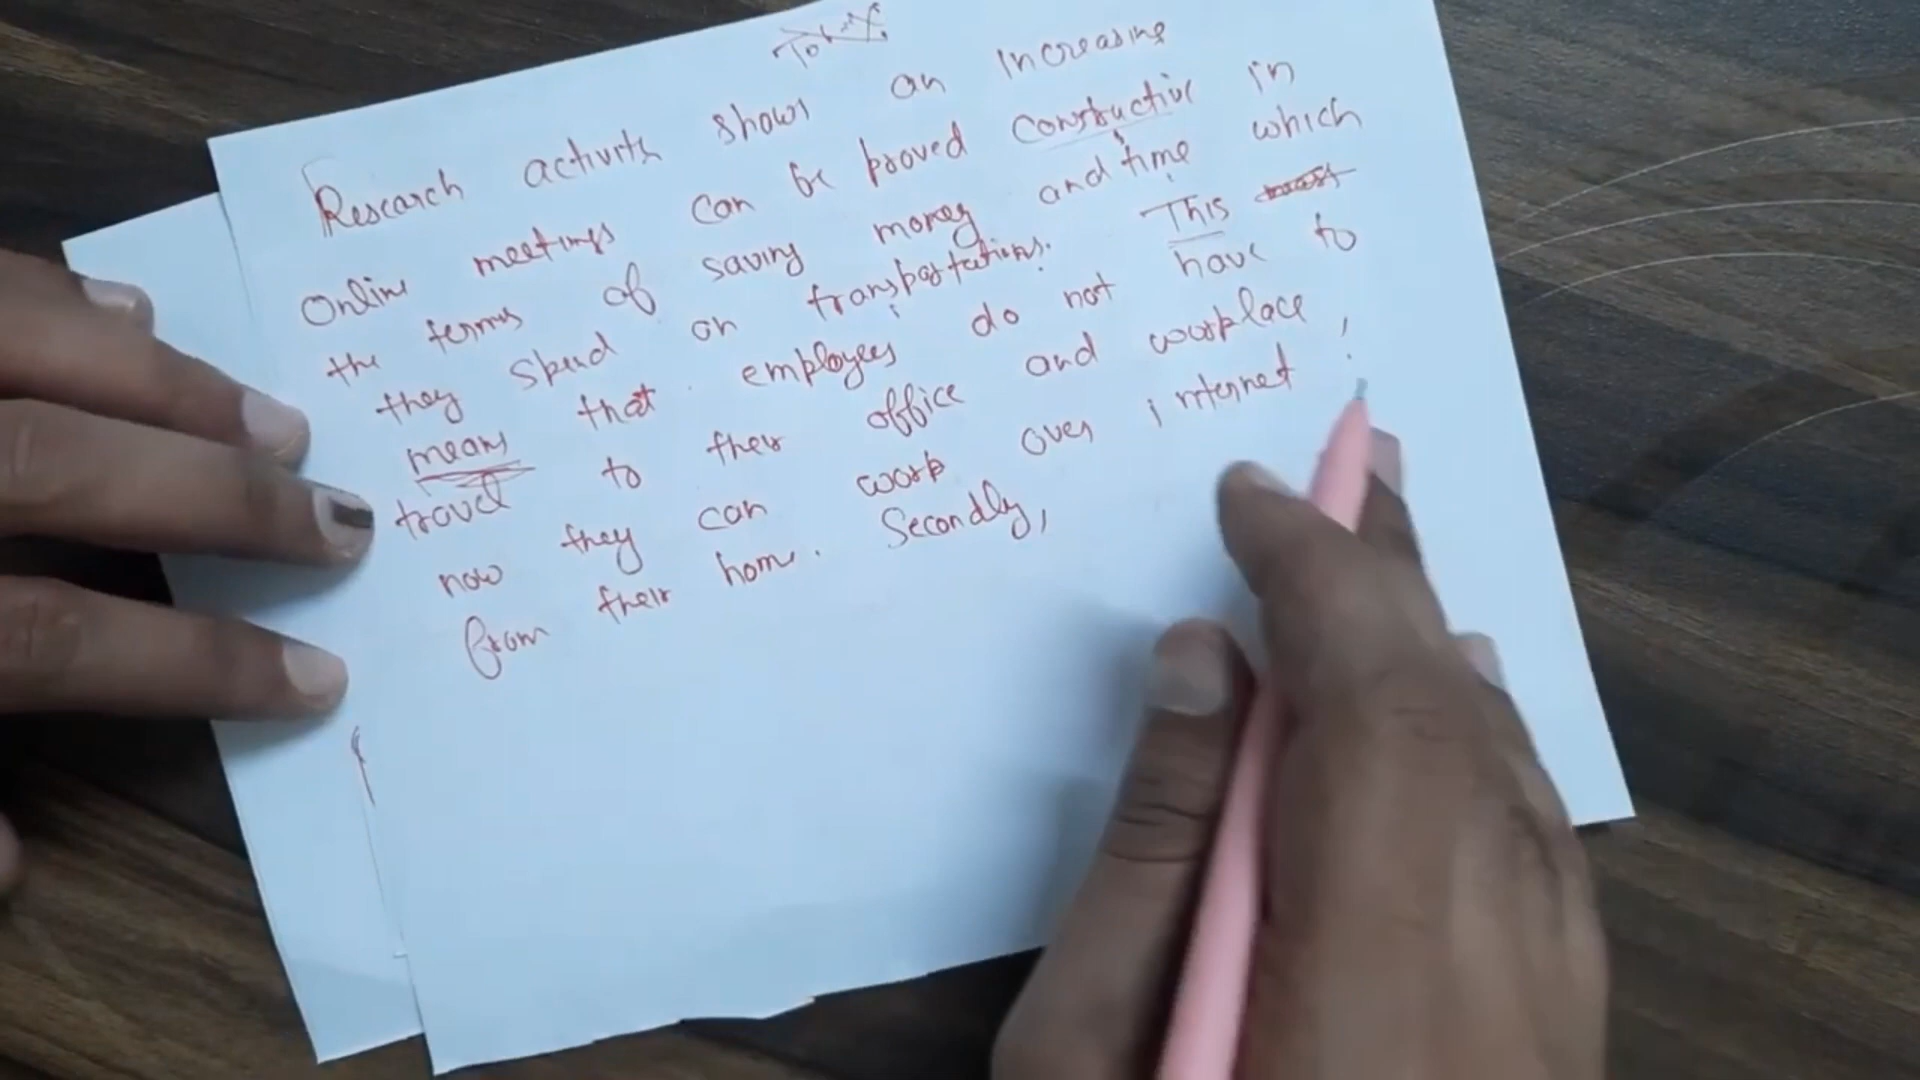 Research activity shows an increasing
Online meetings can be proved constructive in
the terms of saving money and time which
they spend on transportations. This
means that employees do not have to
travel to their office and workplace,
now they can work over internet
from their home. Secondly,